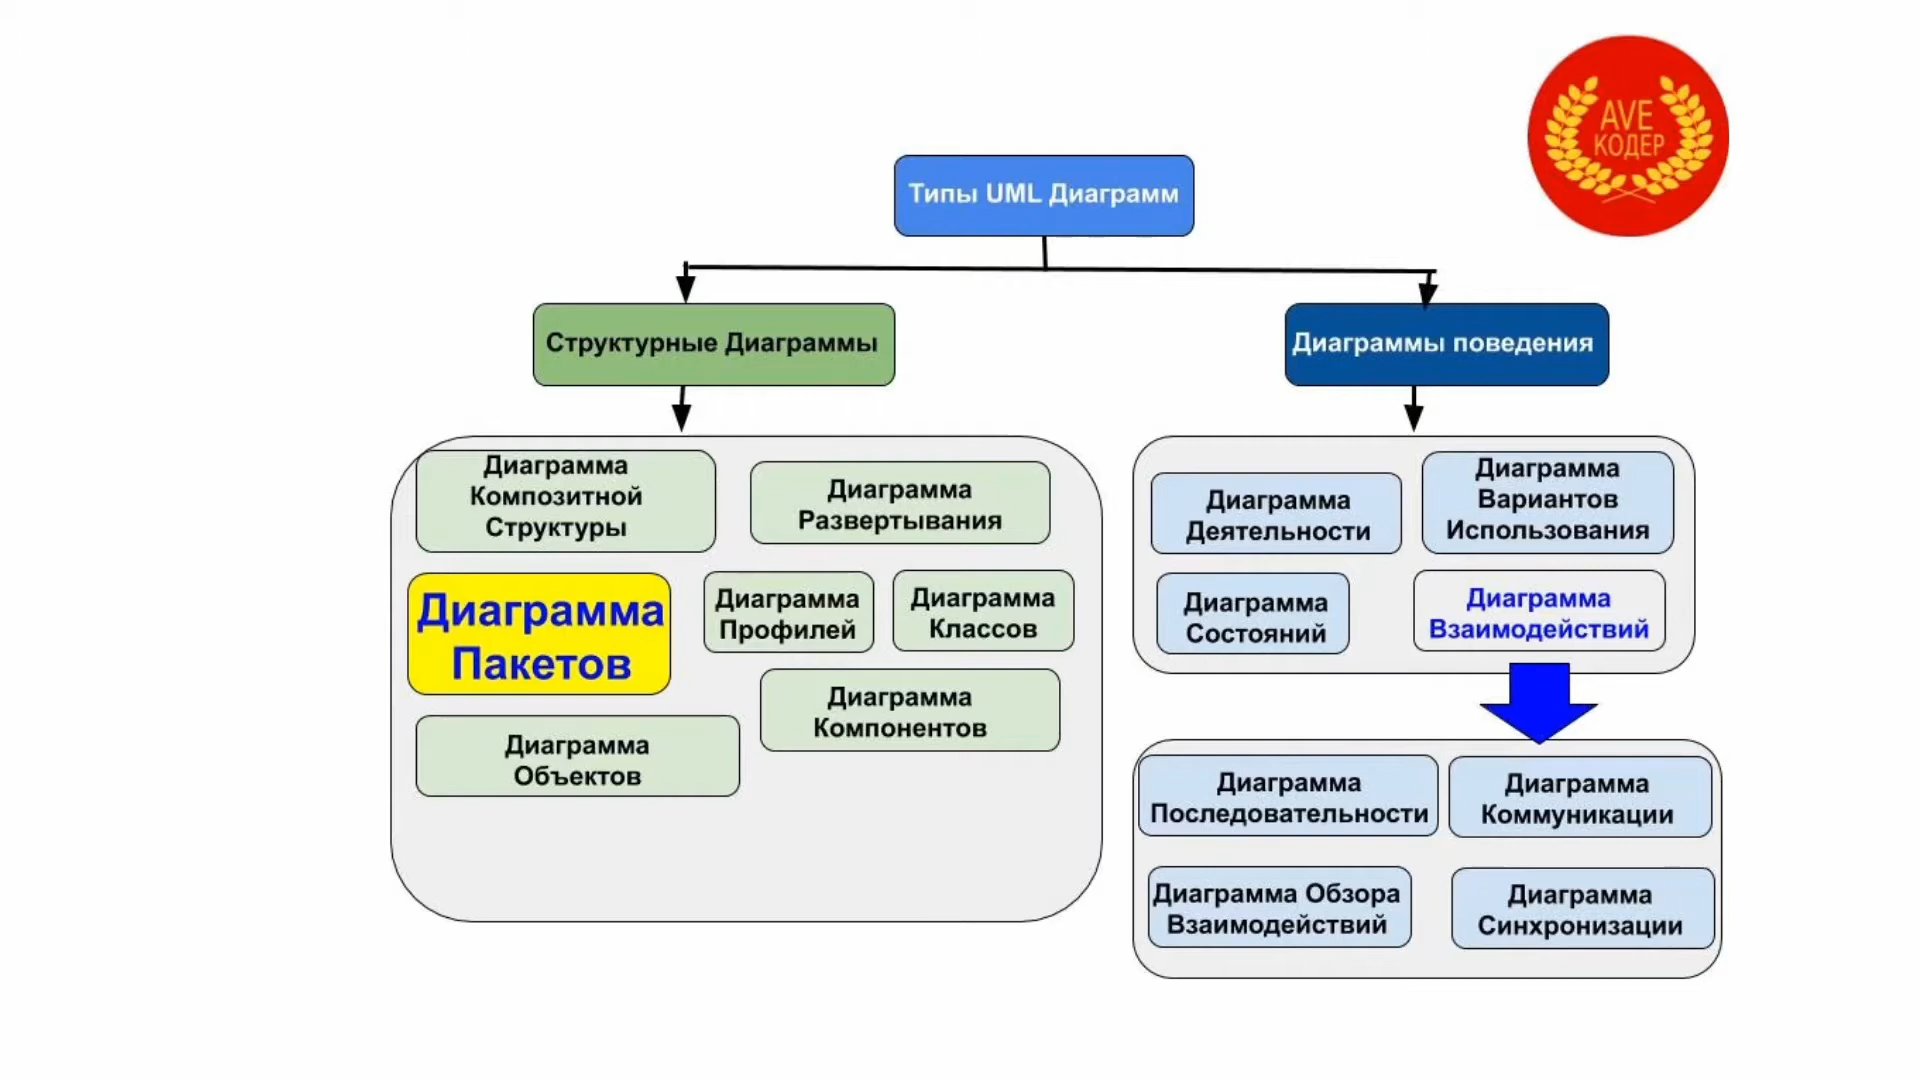 AVE
КОДЕР
Типы UML Диаграмм
Структурные Диаграммы
Диаграммы поведения
Диаграмма
Композитной
Структуры
Диаграмма
Развертывания
Диаграмма
Пакетов
Диаграмма
Профилей
Диаграмма
Классов
Диаграмма
Компонентов
Диаграмма
Объектов
Диаграмма
Деятельности
Диаграмма
Вариантов
Использования
Диаграмма
Состояний
Диаграмма
Взаимодействий
Диаграмма
Последовательности
Диаграмма
Коммуникации
Диаграмма Обзора
Взаимодействий
Диаграмма
Синхронизации